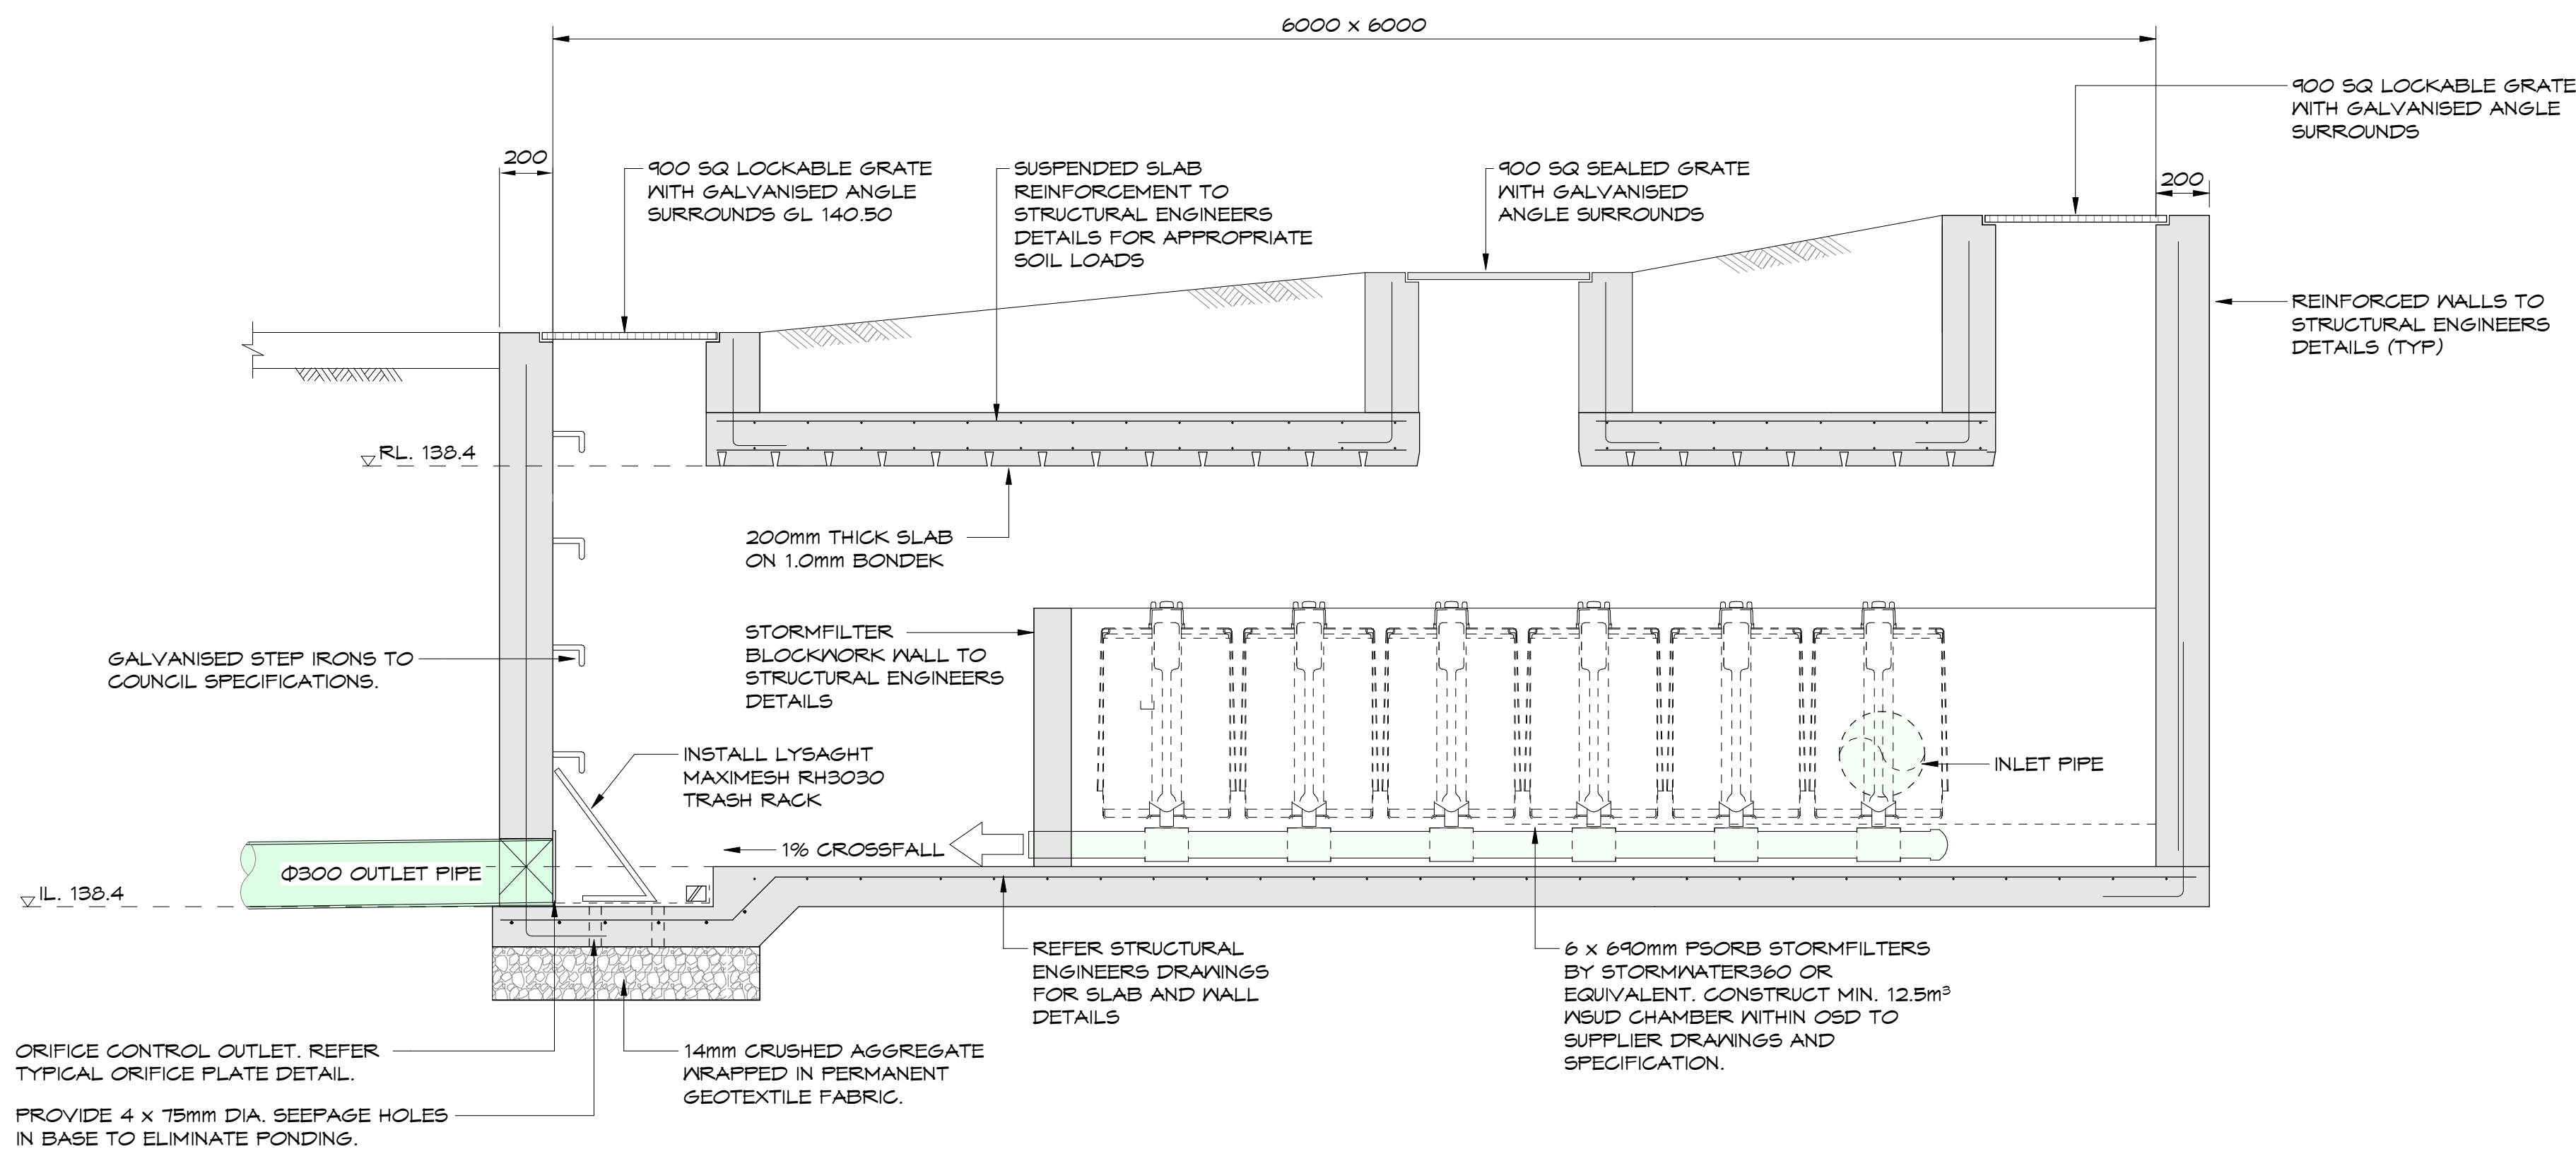 6000 x 6000
900 SQ LOCKABLE GRATE
WITH GALVANISED ANGLE
SURROUNDS
200
900 SQ LOCKABLE GRATE
WITH GALVANISED ANGLE
SURROUNDS GL 140.50
SUSPENDED SLAB
REINFORCEMENT TO
STRUCTURAL ENGINEERS
DETAILS FOR APPROPRIATE
SOIL LOADS
900 SQ SEALED GRATE
WITH GALVANISED
ANGLE SURROUNDS
200
REINFORCED WALLS TO
STRUCTURAL ENGINEERS
DETAILS (TYP)
RL. 138.4
200mm THICK SLAB
ON 1.0mm BONDEK
STORMFILTER
BLOCKWORK WALL TO
STRUCTURAL ENGINEERS
DETAILS
GALVANISED STEP IRONS TO
COUNCIL SPECIFICATIONS.
INSTALL LYSAGHT
MAXIMESH RH3030
TRASH RACK
INLET PIPE
1% CROSSFALL
Φ300 OUTLET PIPE
IL. 138.4
REFER STRUCTURAL
ENGINEERS DRAWINGS
FOR SLAB AND WALL
DETAILS
6 x 690mm PSORB STORMFILTERS
BY STORMWATER360 OR
EQUIVALENT. CONSTRUCT MIN. 12.5m³
WSUD CHAMBER WITHIN OSD TO
SUPPLIER DRAWINGS AND
SPECIFICATION.
ORIFICE CONTROL OUTLET. REFER
TYPICAL ORIFICE PLATE DETAIL.
14mm CRUSHED AGGREGATE
WRAPPED IN PERMANENT
GEOTEXTILE FABRIC.
PROVIDE 4 x 75mm DIA. SEEPAGE HOLES
IN BASE TO ELIMINATE PONDING.